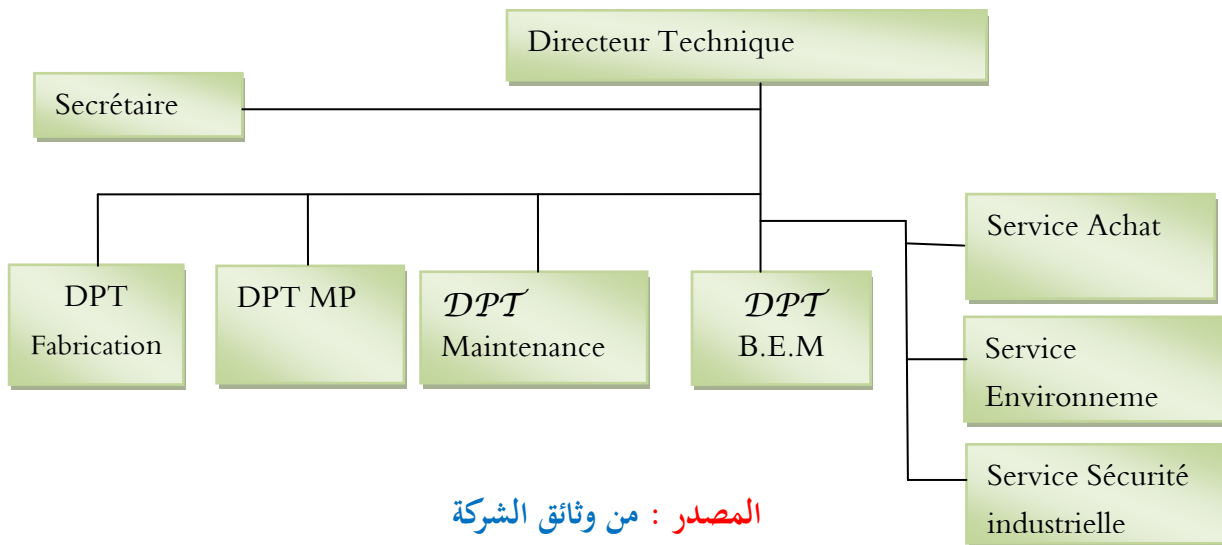 Directeur Technique
Secrétaire
Service Achat
DPT
Fabrication
DPT MP
DPT
Maintenance
DPT
B.E.M
Service
Environneme
Service Sécurité
industrielle
المصدر : من وثائق الشركة